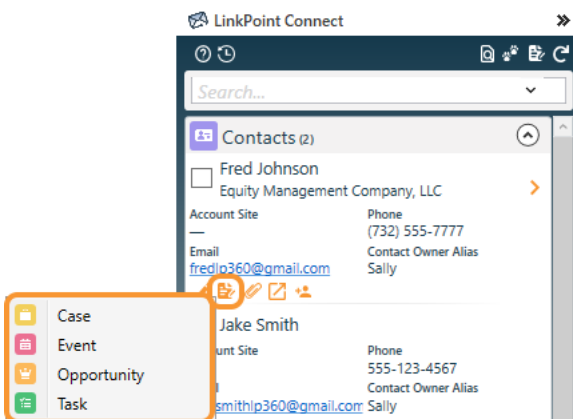 LinkPoint Connect
Search...
Contacts (2)
Fred Johnson
Equity Management Company, LLC
Account Site Phone
— (732) 555-7777
Email Contact Owner Alias
fredlp360@gmail.com Sally
Jake Smith
unt Site Phone
555-123-4567
Contact Owner Alias
smithlp360@gmail.com Sally
Case
Event
Opportunity
Task